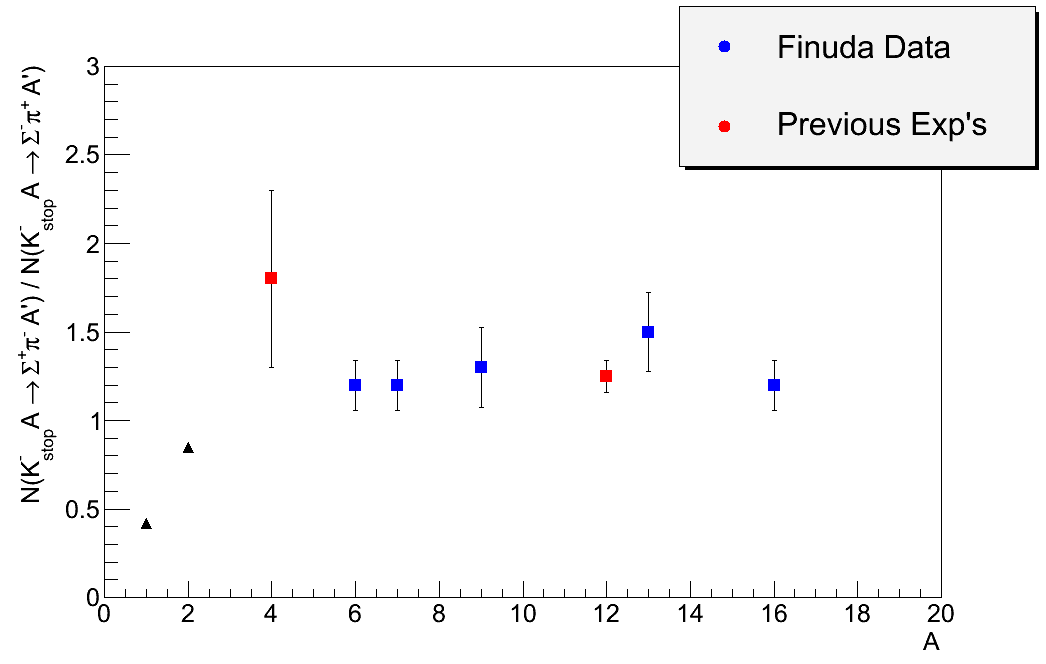 Finuda Data
Previous Exp's
N(K⁻stop A → Σ⁺π⁻ A') / N(K⁻stop A → Σ⁻π⁺ A')
3
2.5
2
1.5
1
0.5
0
0 2 4 6 8 10 12 14 16 18 20
A